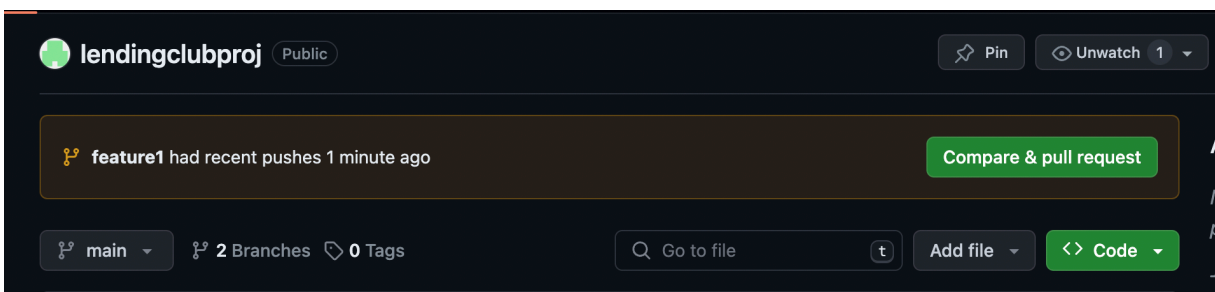 lendingclubproj Public Pin Unwatch 1
feature1 had recent pushes 1 minute ago Compare & pull request
main 2 Branches 0 Tags Go to file t Add file Code